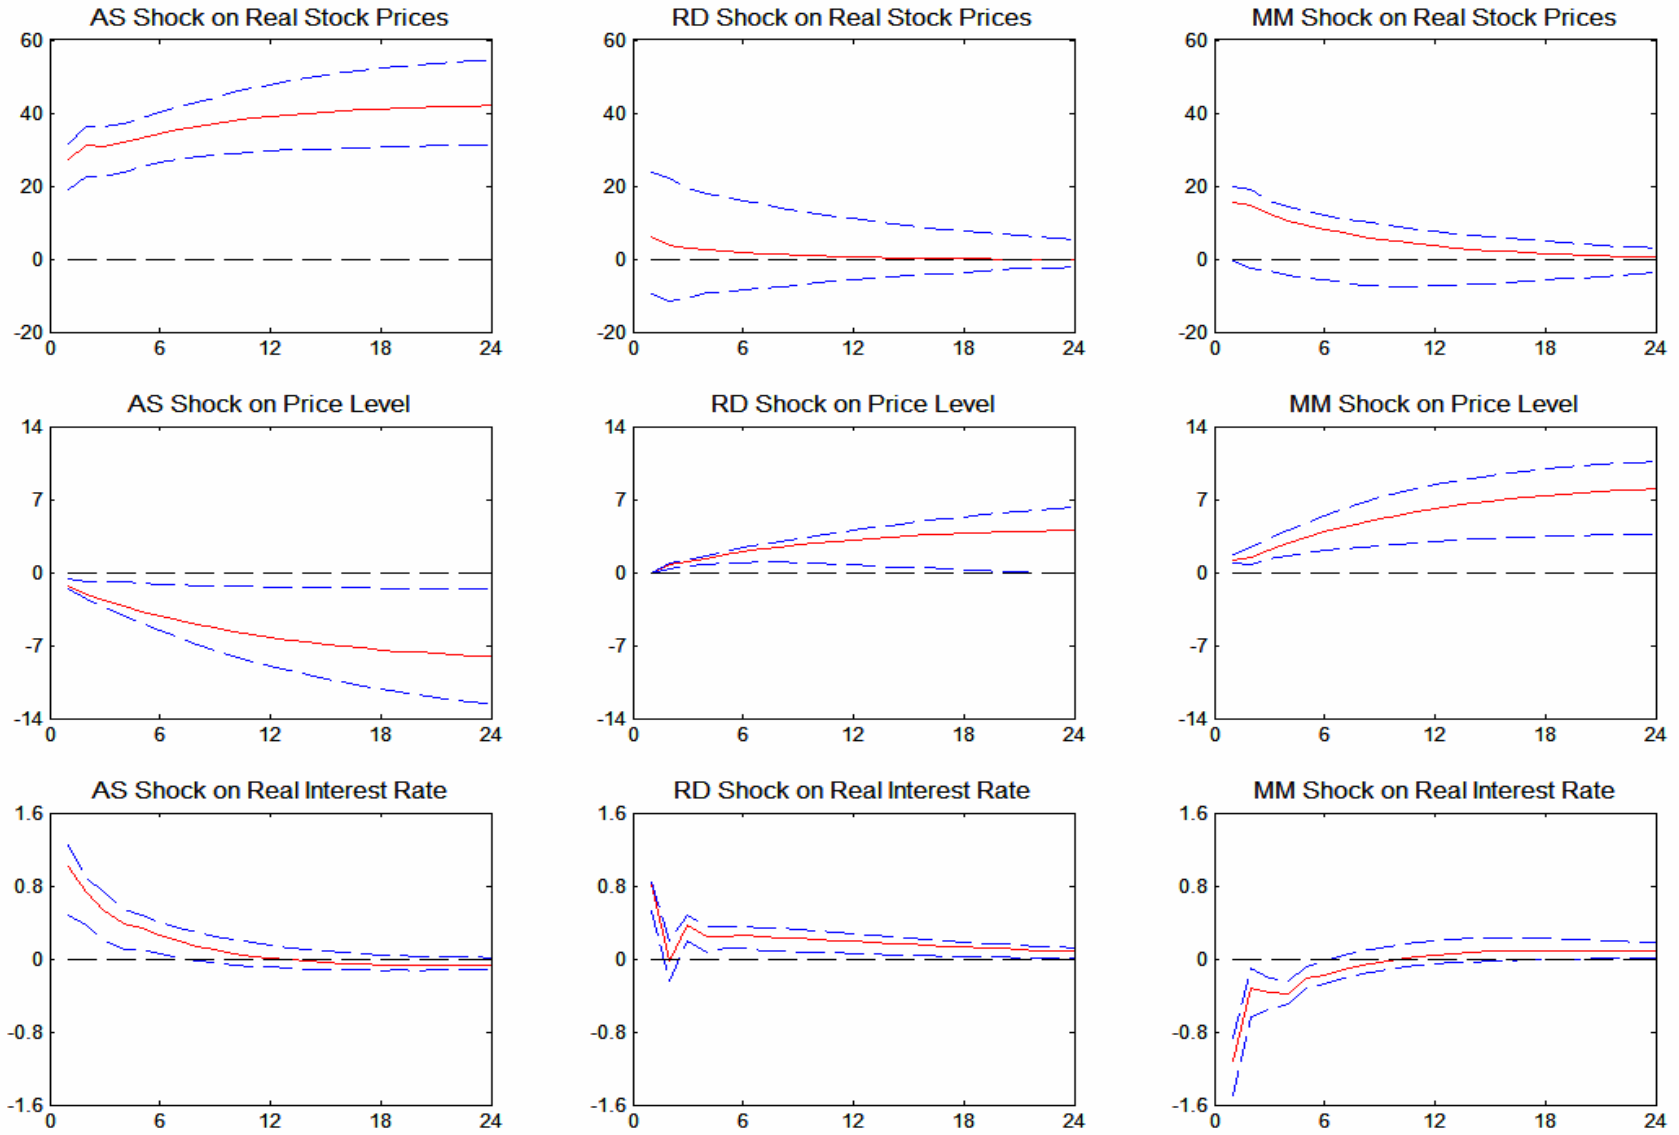 AS Shock on Real Stock Prices
RD Shock on Real Stock Prices
MM Shock on Real Stock Prices
60
40
20
0
-20
0 6 12 18 24
60
40
20
0
-20
0 6 12 18 24
60
40
20
0
-20
0 6 12 18 24
AS Shock on Price Level
RD Shock on Price Level
MM Shock on Price Level
14
7
0
-7
-14
0 6 12 18 24
14
7
0
-7
-14
0 6 12 18 24
14
7
0
-7
-14
0 6 12 18 24
AS Shock on Real Interest Rate
RD Shock on Real Interest Rate
MM Shock on Real Interest Rate
1.6
0.8
0
-0.8
-1.6
0 6 12 18 24
1.6
0.8
0
-0.8
-1.6
0 6 12 18 24
1.6
0.8
0
-0.8
-1.6
0 6 12 18 24